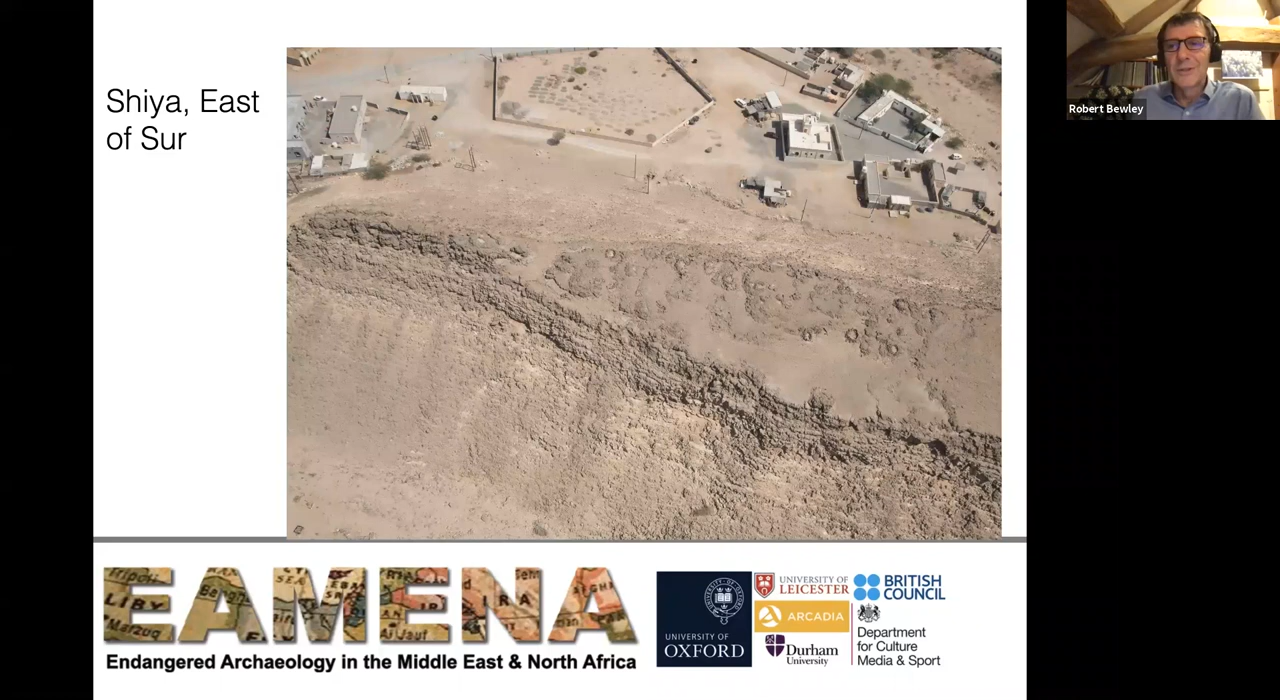 Shiya, East
of Sur
Robert Bewley
EAMENA
Endangered Archaeology in the Middle East & North Africa
UNIVERSITY OF
OXFORD
UNIVERSITY OF
LEICESTER
ARCADIA
Durham
University
BRITISH
COUNCIL
Department
for Culture
Media & Sport